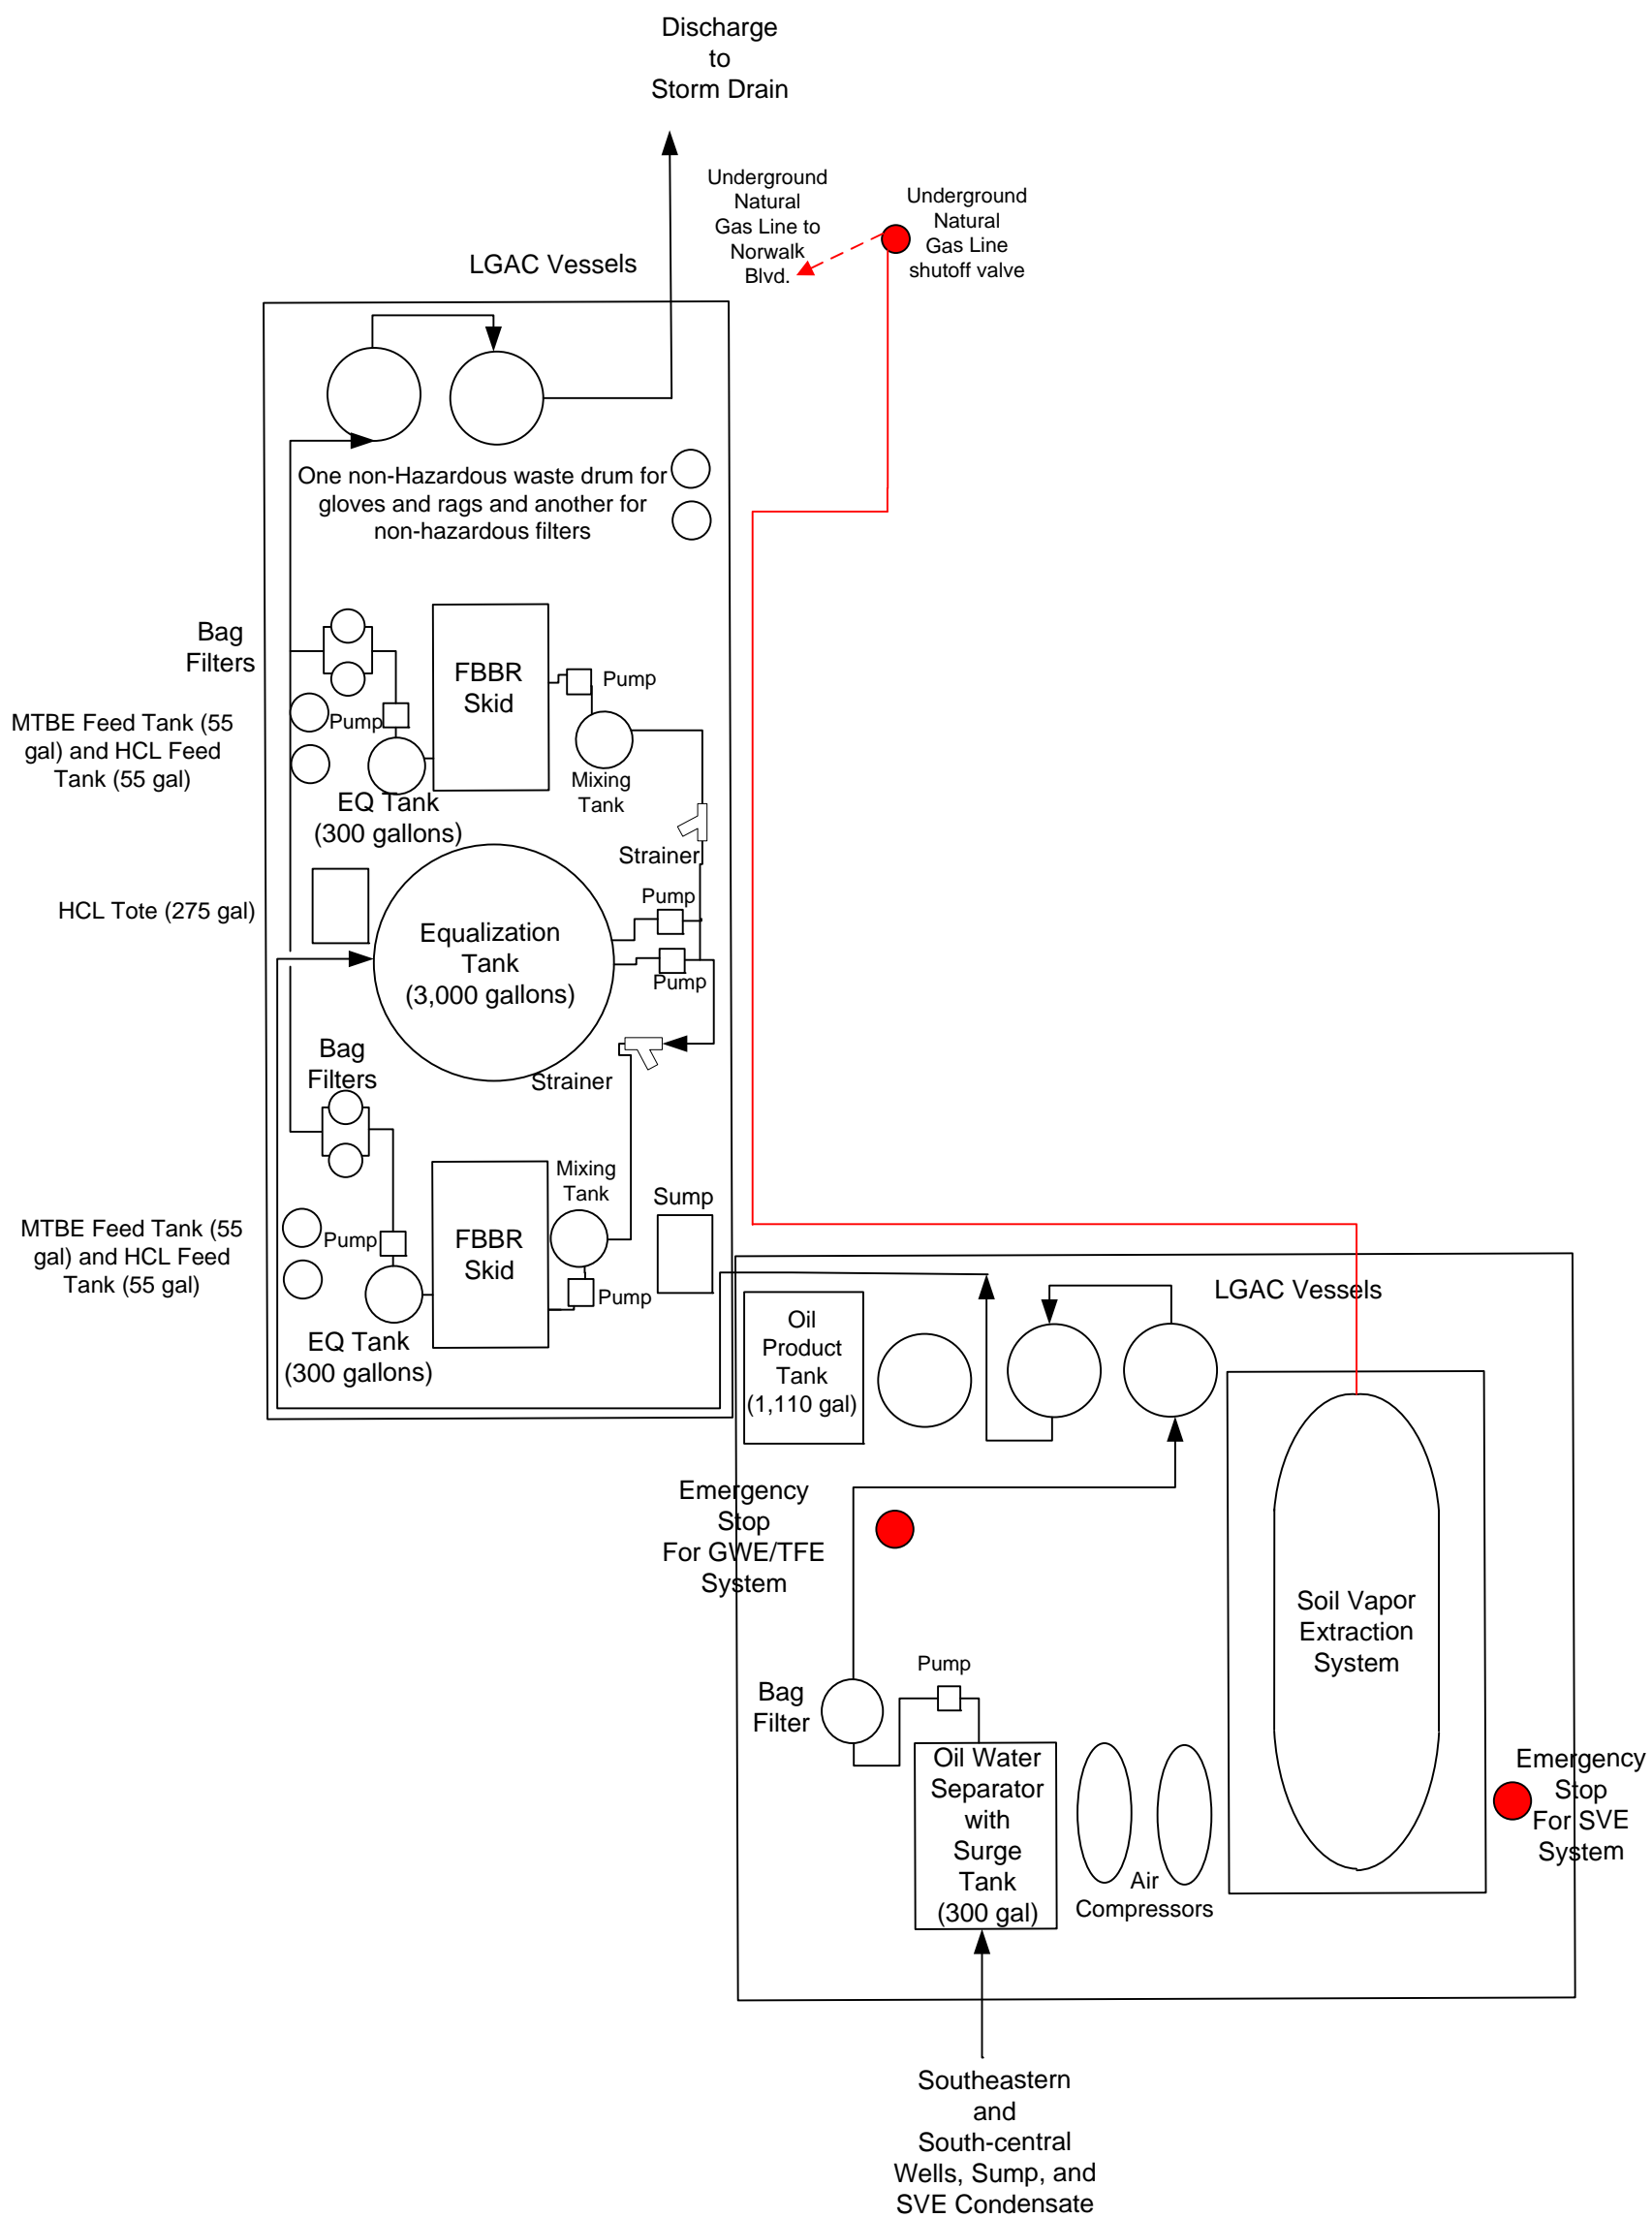 Discharge
to
Storm Drain
Underground
Natural
Gas Line to
Norwalk
Blvd.
Underground
Natural
Gas Line
shutoff valve
LGAC Vessels
One non-Hazardous waste drum for
gloves and rags and another for
non-hazardous filters
Bag
Filters
FBBR
Skid
Pump
MTBE Feed Tank (55
gal) and HCL Feed
Tank (55 gal)
Pump
Mixing
Tank
EQ Tank
(300 gallons)
Strainer
HCL Tote (275 gal)
Pump
Equalization
Tank
(3,000 gallons)
Pump
Bag
Filters
Strainer
Mixing
Tank
Sump
MTBE Feed Tank (55
gal) and HCL Feed
Tank (55 gal)
Pump
FBBR
Skid
Pump
EQ Tank
(300 gallons)
LGAC Vessels
Oil
Product
Tank
(1,110 gal)
Emergency
Stop
For GWE/TFE
System
Soil Vapor
Extraction
System
Pump
Bag
Filter
Oil Water
Separator
with
Surge
Tank
(300 gal)
Air
Compressors
Emergency
Stop
For SVE
System
Southeastern
and
South-central
Wells, Sump, and
SVE Condensate